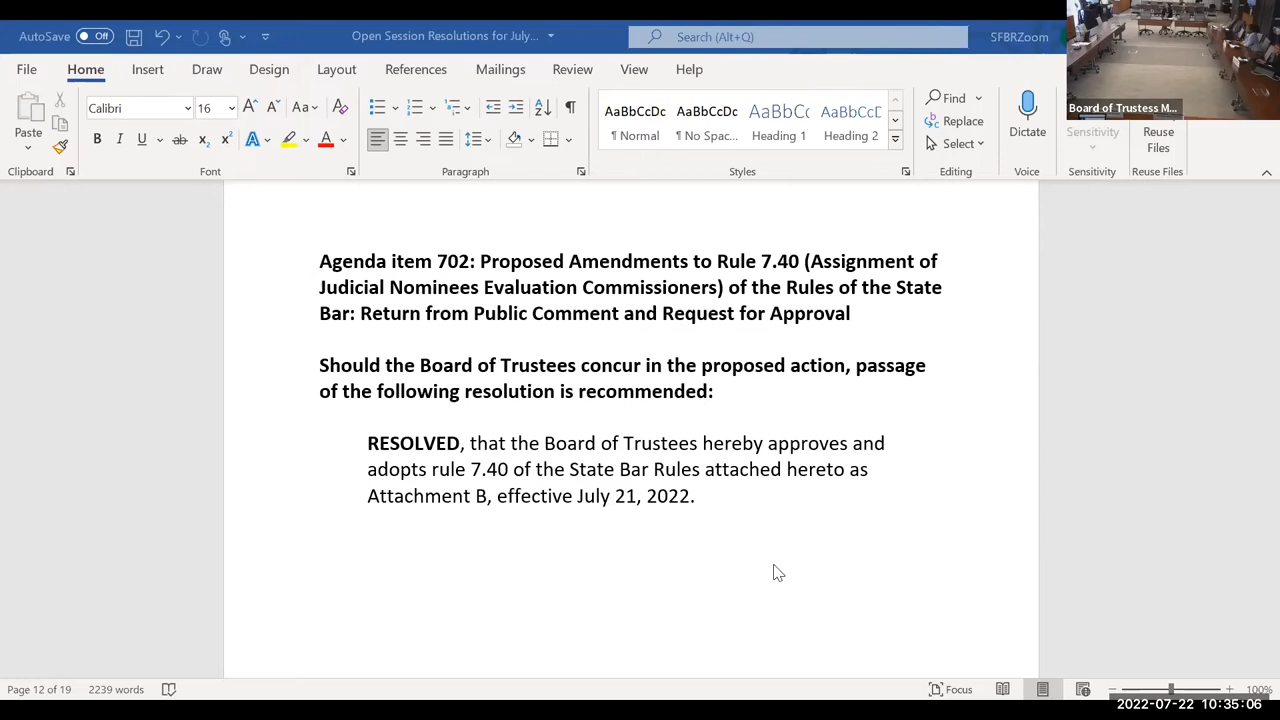 AutoSave Off Open Session Resolutions for July... Search (Alt+Q) SFBRZoom
File Home Insert Draw Design Layout References Mailings Review View Help
Board of Trustess M...
Paste
Calibri 16
Aa
B I U ab x₂ x² A A
AaBbCcDc AaBbCcDc AaBbCc AaBbCcD
¶ Normal ¶ No Spac... Heading 1 Heading 2
Find
Replace
Select
Dictate
Sensitivity
Reuse
Files
Clipboard Font Paragraph Styles Editing Voice Sensitivity Reuse Files
Agenda item 702: Proposed Amendments to Rule 7.40 (Assignment of
Judicial Nominees Evaluation Commissioners) of the Rules of the State
Bar: Return from Public Comment and Request for Approval
Should the Board of Trustees concur in the proposed action, passage
of the following resolution is recommended:
RESOLVED, that the Board of Trustees hereby approves and
adopts rule 7.40 of the State Bar Rules attached hereto as
Attachment B, effective July 21, 2022.
Page 12 of 19 2239 words Focus 100%
2022-07-22 10:35:06